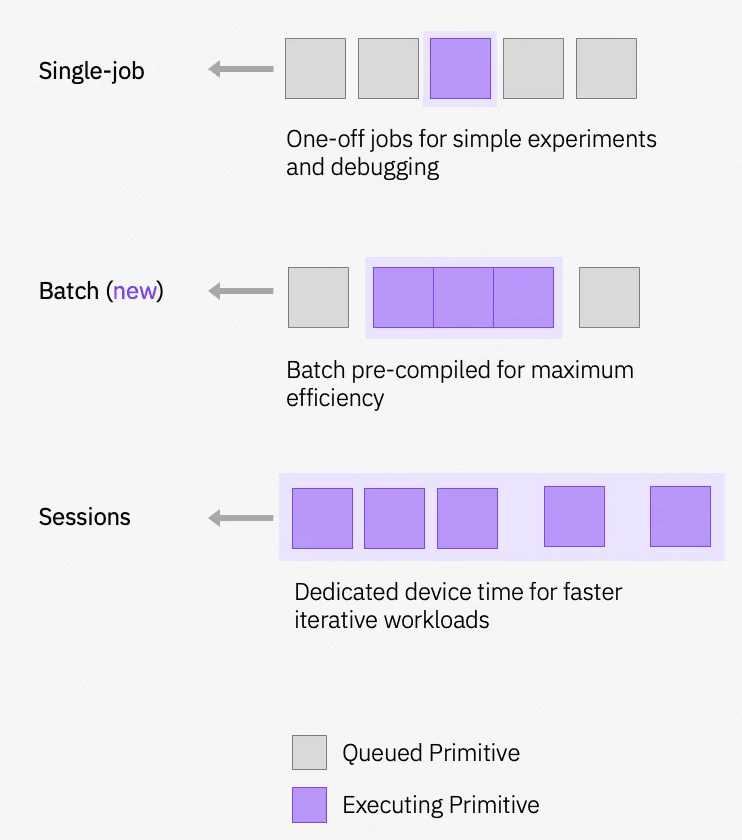 Single-job
One-off jobs for simple experiments
and debugging
Batch (new)
Batch pre-compiled for maximum
efficiency
Sessions
Dedicated device time for faster
iterative workloads
Queued Primitive
Executing Primitive